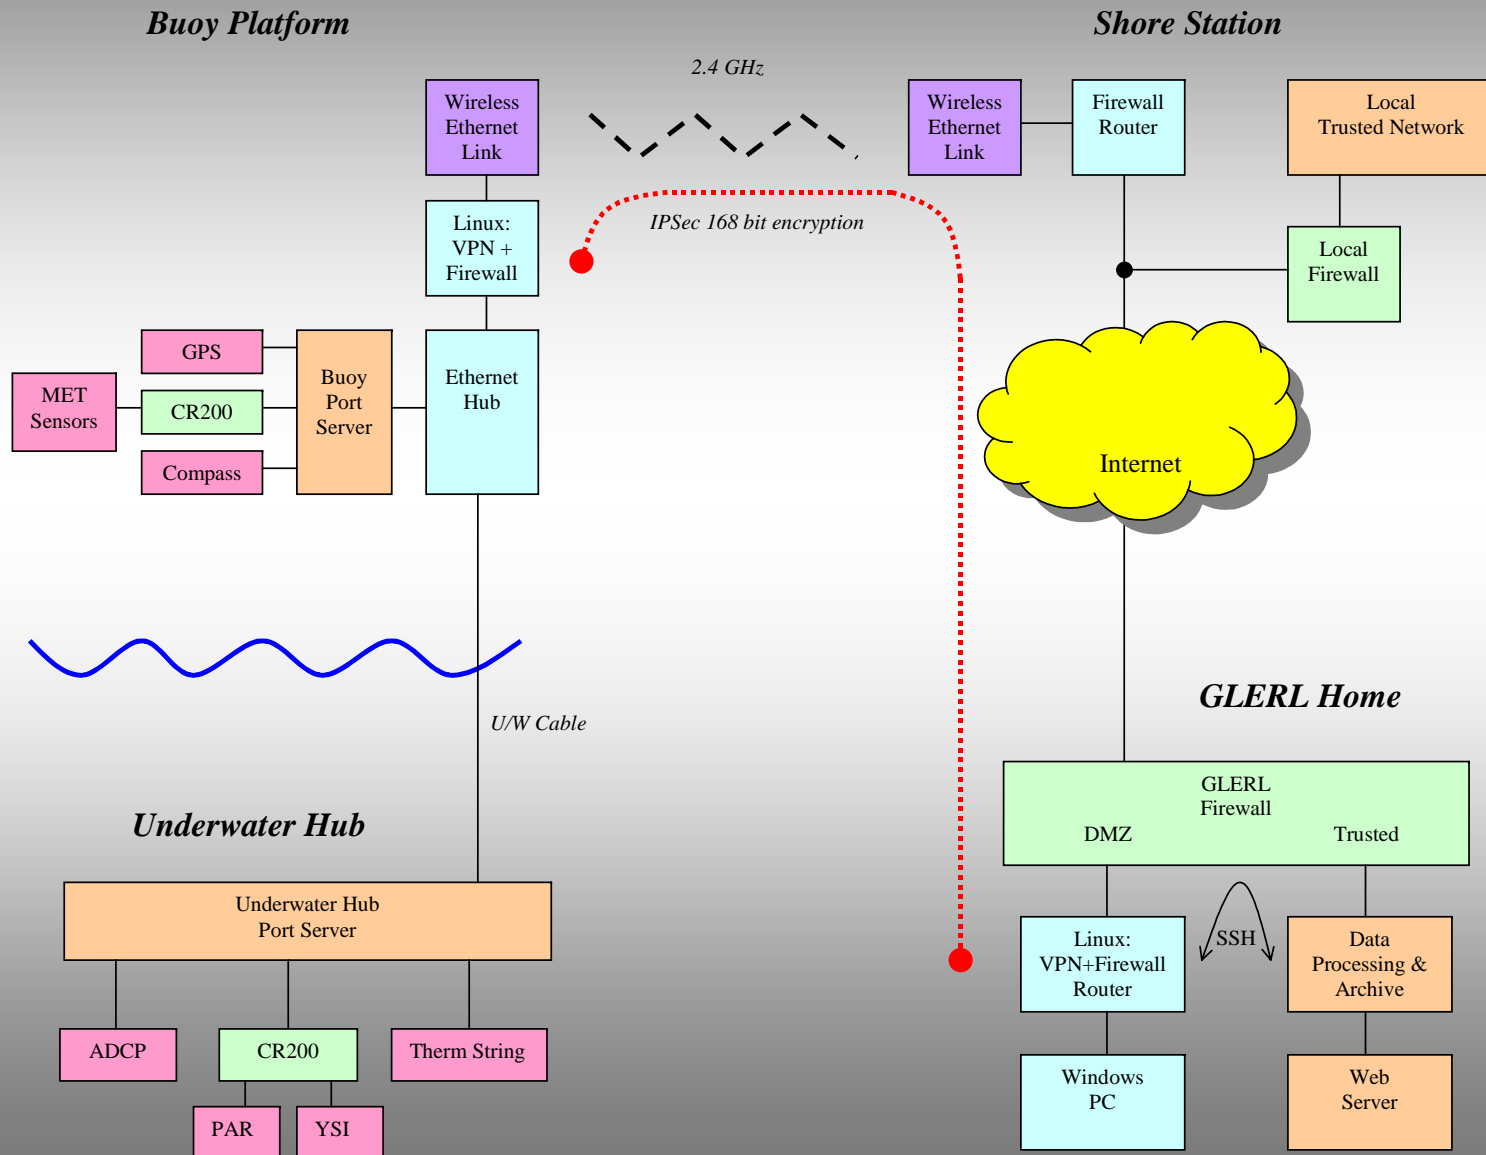 Buoy Platform
Shore Station
2.4 GHz
Wireless
Ethernet
Link
Wireless
Ethernet
Link
Firewall
Router
Local
Trusted Network
Linux:
VPN +
Firewall
IPSec 168 bit encryption
Local
Firewall
GPS
MET
Sensors
CR200
Compass
Buoy
Port
Server
Ethernet
Hub
Internet
U/W Cable
GLERL Home
Underwater Hub
GLERL
Firewall
DMZ
Trusted
Underwater Hub
Port Server
Linux:
VPN+Firewall
Router
SSH
Data
Processing &
Archive
ADCP
CR200
Therm String
PAR
YSI
Windows
PC
Web
Server